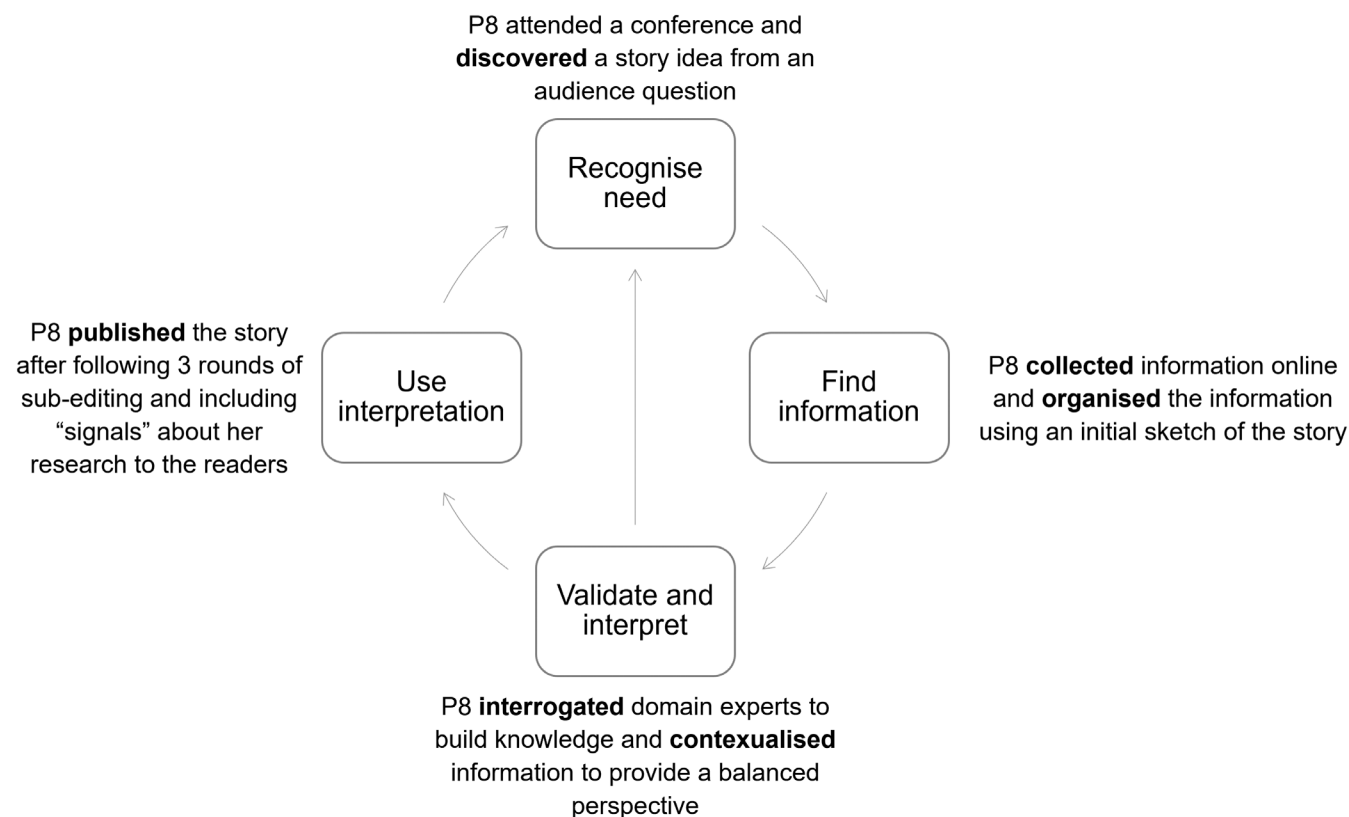 P8 attended a conference and
discovered a story idea from an
audience question
Recognise
need
P8 published the story
after following 3 rounds of
sub-editing and including
“signals” about her
research to the readers
Use
interpretation
Find
information
P8 collected information online
and organised the information
using an initial sketch of the story
Validate and
interpret
P8 interrogated domain experts to
build knowledge and contexualised
information to provide a balanced
perspective